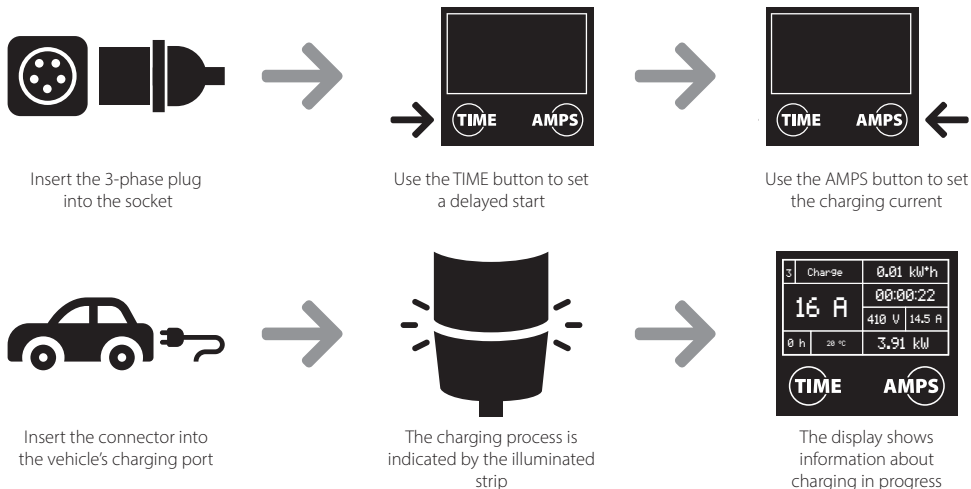 TIME AMPS
TIME AMPS
Insert the 3-phase plug
into the socket
Use the TIME button to set
a delayed start
Use the AMPS button to set
the charging current
3 Charge 0.01 kW*h
16 A 00:00:22
410 V 14.5 A
0 h 20 °C 3.91 kW
TIME AMPS
Insert the connector into
the vehicle's charging port
The charging process is
indicated by the illuminated
strip
The display shows
information about
charging in progress